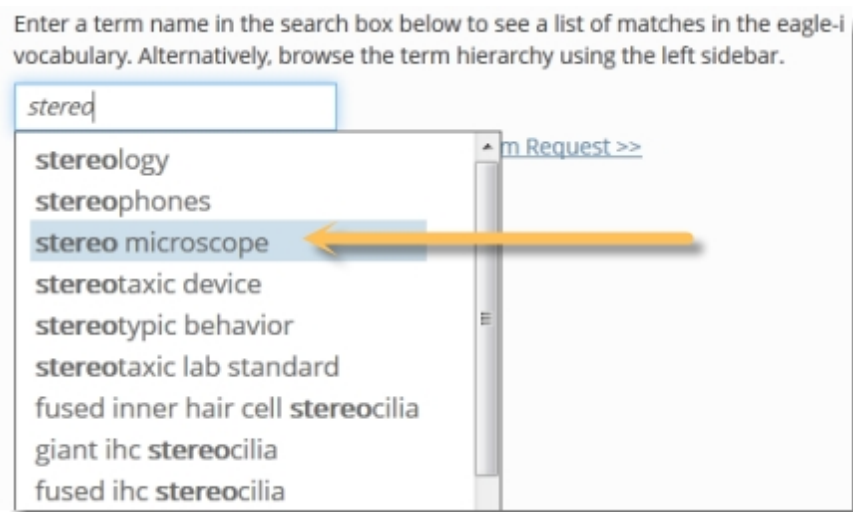 Enter a term name in the search box below to see a list of matches in the eagle-i
vocabulary. Alternatively, browse the term hierarchy using the left sidebar.
stereo
m Request >>
stereology
stereophones
stereo microscope
stereotaxic device
stereotypic behavior
stereotaxic lab standard
fused inner hair cell stereocilia
giant ihc stereocilia
fused ihc stereocilia